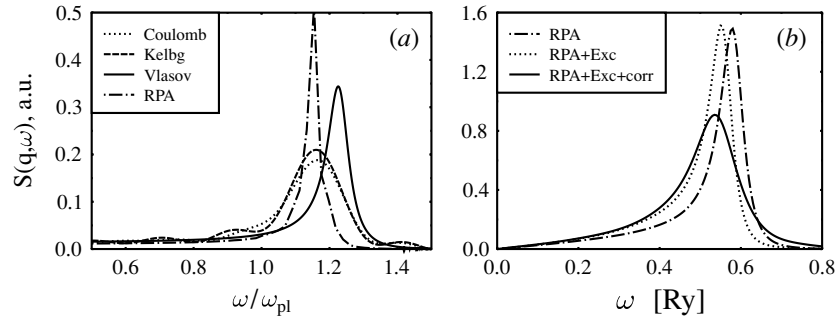 (a)
Coulomb
Kelbg
Vlasov
RPA
S(q,ω), a.u.
0.5
0.4
0.3
0.2
0.1
0.0
0.6 0.8 1.0 1.2 1.4
ω/ω_pl
(b)
RPA
RPA+Exc
RPA+Exc+corr
1.6
1.2
0.8
0.4
0.0
0.0 0.2 0.4 0.6 0.8
ω [Ry]